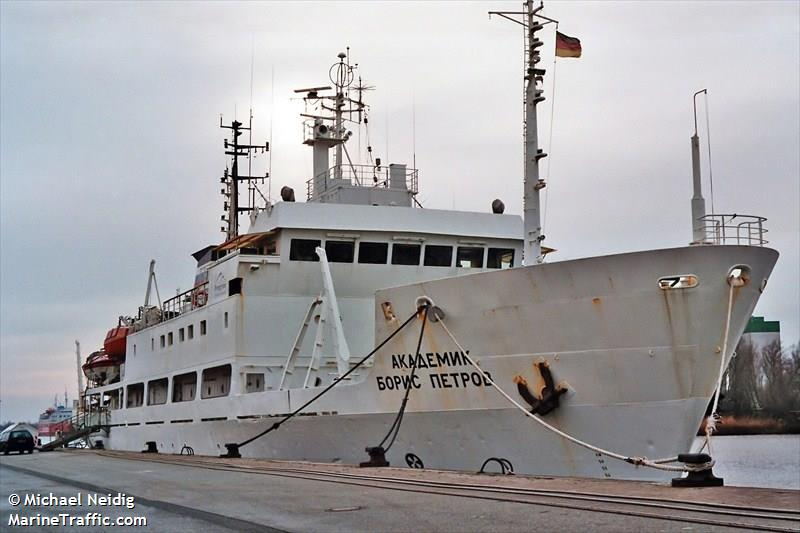 АКАДЕМИК
БОРИС ПЕТРОВ
© Michael Neidig
MarineTraffic.com